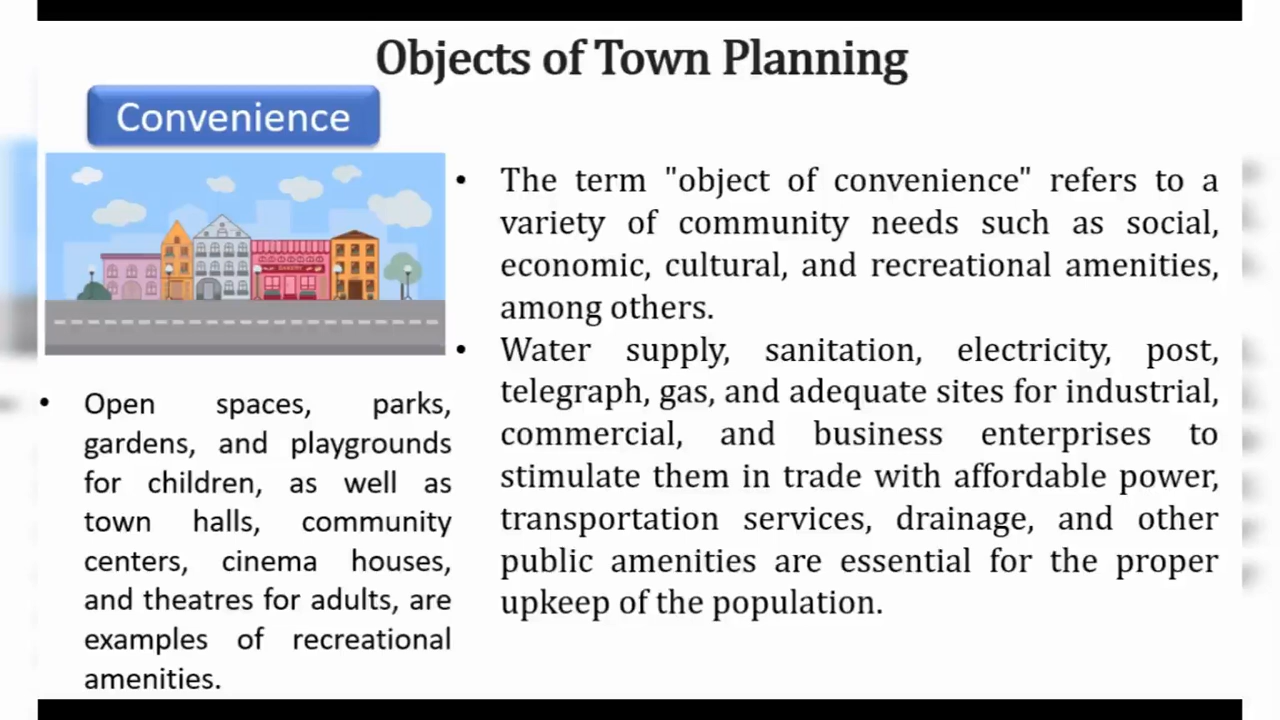 Objects of Town Planning
Convenience
BAKERY
• The term "object of convenience" refers to a
variety of community needs such as social,
economic, cultural, and recreational amenities,
among others.
• Water supply, sanitation, electricity, post,
telegraph, gas, and adequate sites for industrial,
commercial, and business enterprises to
stimulate them in trade with affordable power,
transportation services, drainage, and other
public amenities are essential for the proper
upkeep of the population.
• Open spaces, parks,
gardens, and playgrounds
for children, as well as
town halls, community
centers, cinema houses,
and theatres for adults, are
examples of recreational
amenities.